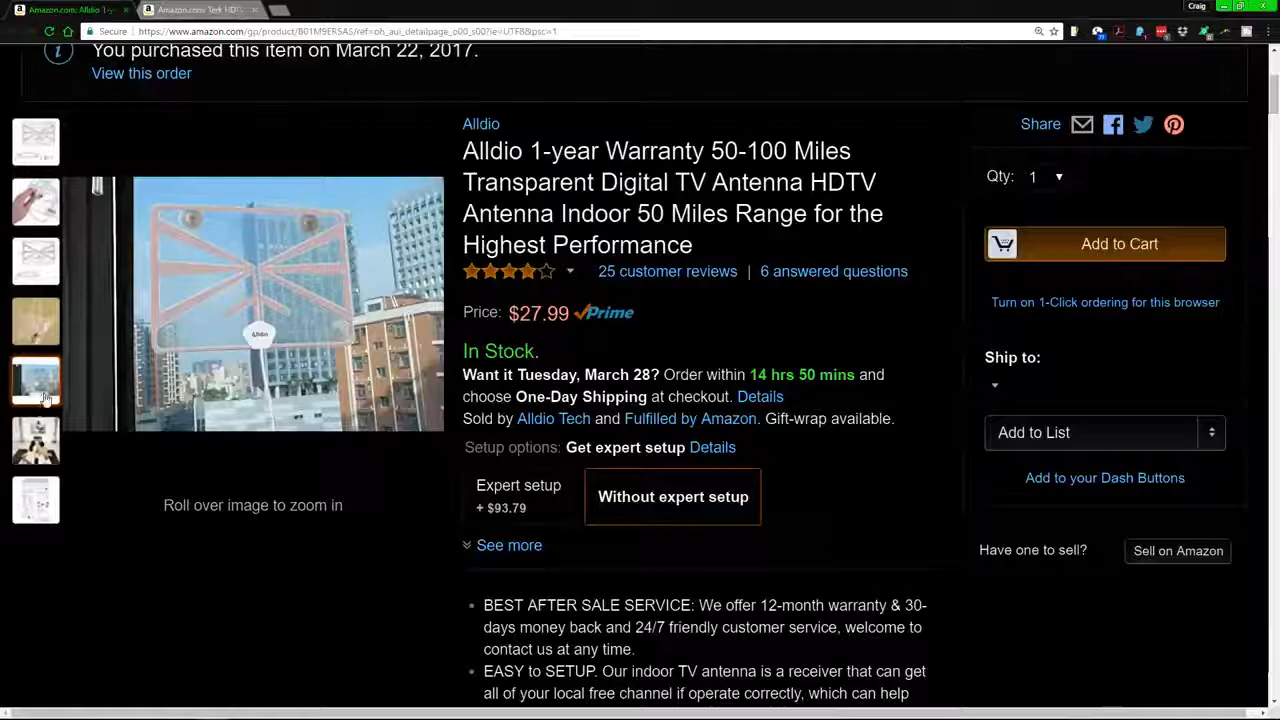 Amazon.com: Alldio 1-y
Amazon.com: Terk HDTV
Craig
Secure
https://www.amazon.com/gp/product/B01M9ERSAS/ref=oh_aui_detailpage_o00_s00?ie=UTF8&psc=1
You purchased this item on March 22, 2017.
View this order
Alldio
Share
Alldio 1-year Warranty 50-100 Miles
Transparent Digital TV Antenna HDTV
Antenna Indoor 50 Miles Range for the
Highest Performance
25 customer reviews | 6 answered questions
Price: $27.99 Prime
In Stock.
Want it Tuesday, March 28? Order within 14 hrs 50 mins and
choose One-Day Shipping at checkout. Details
Sold by Alldio Tech and Fulfilled by Amazon. Gift-wrap available.
Setup options: Get expert setup Details
Expert setup
+ $93.79
Without expert setup
See more
BEST AFTER SALE SERVICE: We offer 12-month warranty & 30-
days money back and 24/7 friendly customer service, welcome to
contact us at any time.
EASY to SETUP. Our indoor TV antenna is a receiver that can get
all of your local free channel if operate correctly, which can help
Alldio
Roll over image to zoom in
Qty: 1
Add to Cart
Turn on 1-Click ordering for this browser
Ship to:
Add to List
Add to your Dash Buttons
Have one to sell?
Sell on Amazon